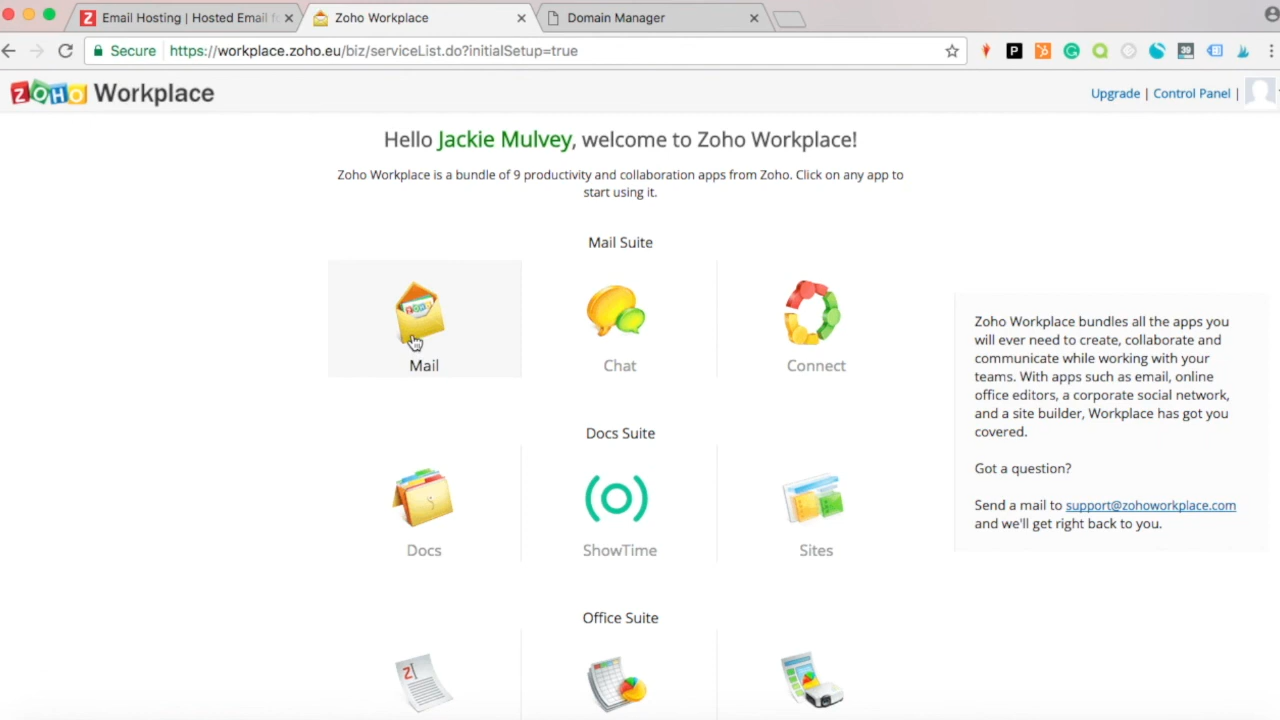 Email Hosting | Hosted Email f
Zoho Workplace
Domain Manager
Secure
https://workplace.zoho.eu/biz/serviceList.do?initialSetup=true
P
39
ZOHO Workplace
Upgrade | Control Panel |
Hello Jackie Mulvey, welcome to Zoho Workplace!
Zoho Workplace is a bundle of 9 productivity and collaboration apps from Zoho. Click on any app to
start using it.
Mail Suite
Mail
Chat
Connect
Zoho Workplace bundles all the apps you
will ever need to create, collaborate and
communicate while working with your
teams. With apps such as email, online
office editors, a corporate social network,
and a site builder, Workplace has got you
covered.
Got a question?
Send a mail to support@zohoworkplace.com
and we'll get right back to you.
Docs Suite
Docs
ShowTime
Sites
Office Suite